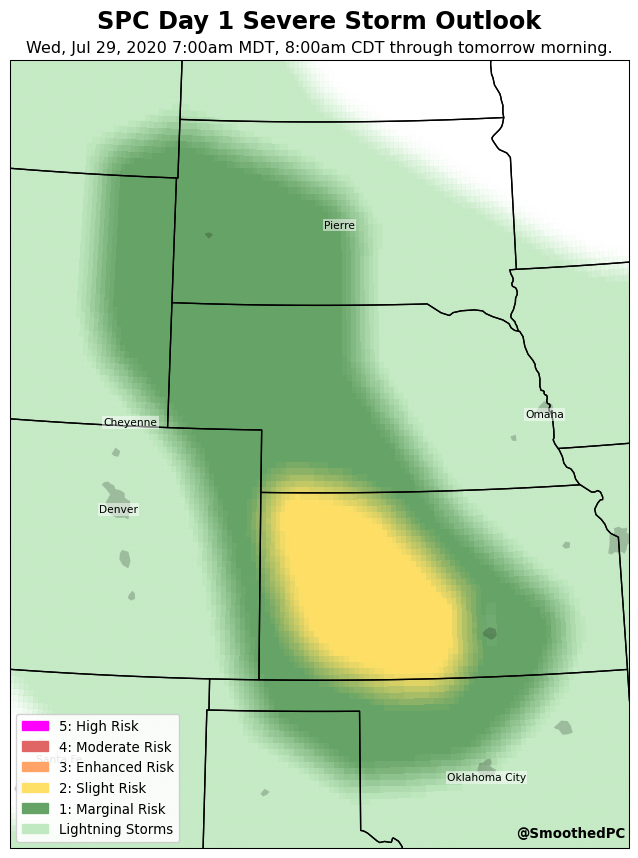 SPC Day 1 Severe Storm Outlook
Wed, Jul 29, 2020 7:00am MDT, 8:00am CDT through tomorrow morning.
Pierre
Cheyenne
Omaha
Denver
5: High Risk
4: Moderate Risk
3: Enhanced Risk
2: Slight Risk
1: Marginal Risk
Lightning Storms
Oklahoma City
@SmoothedPC